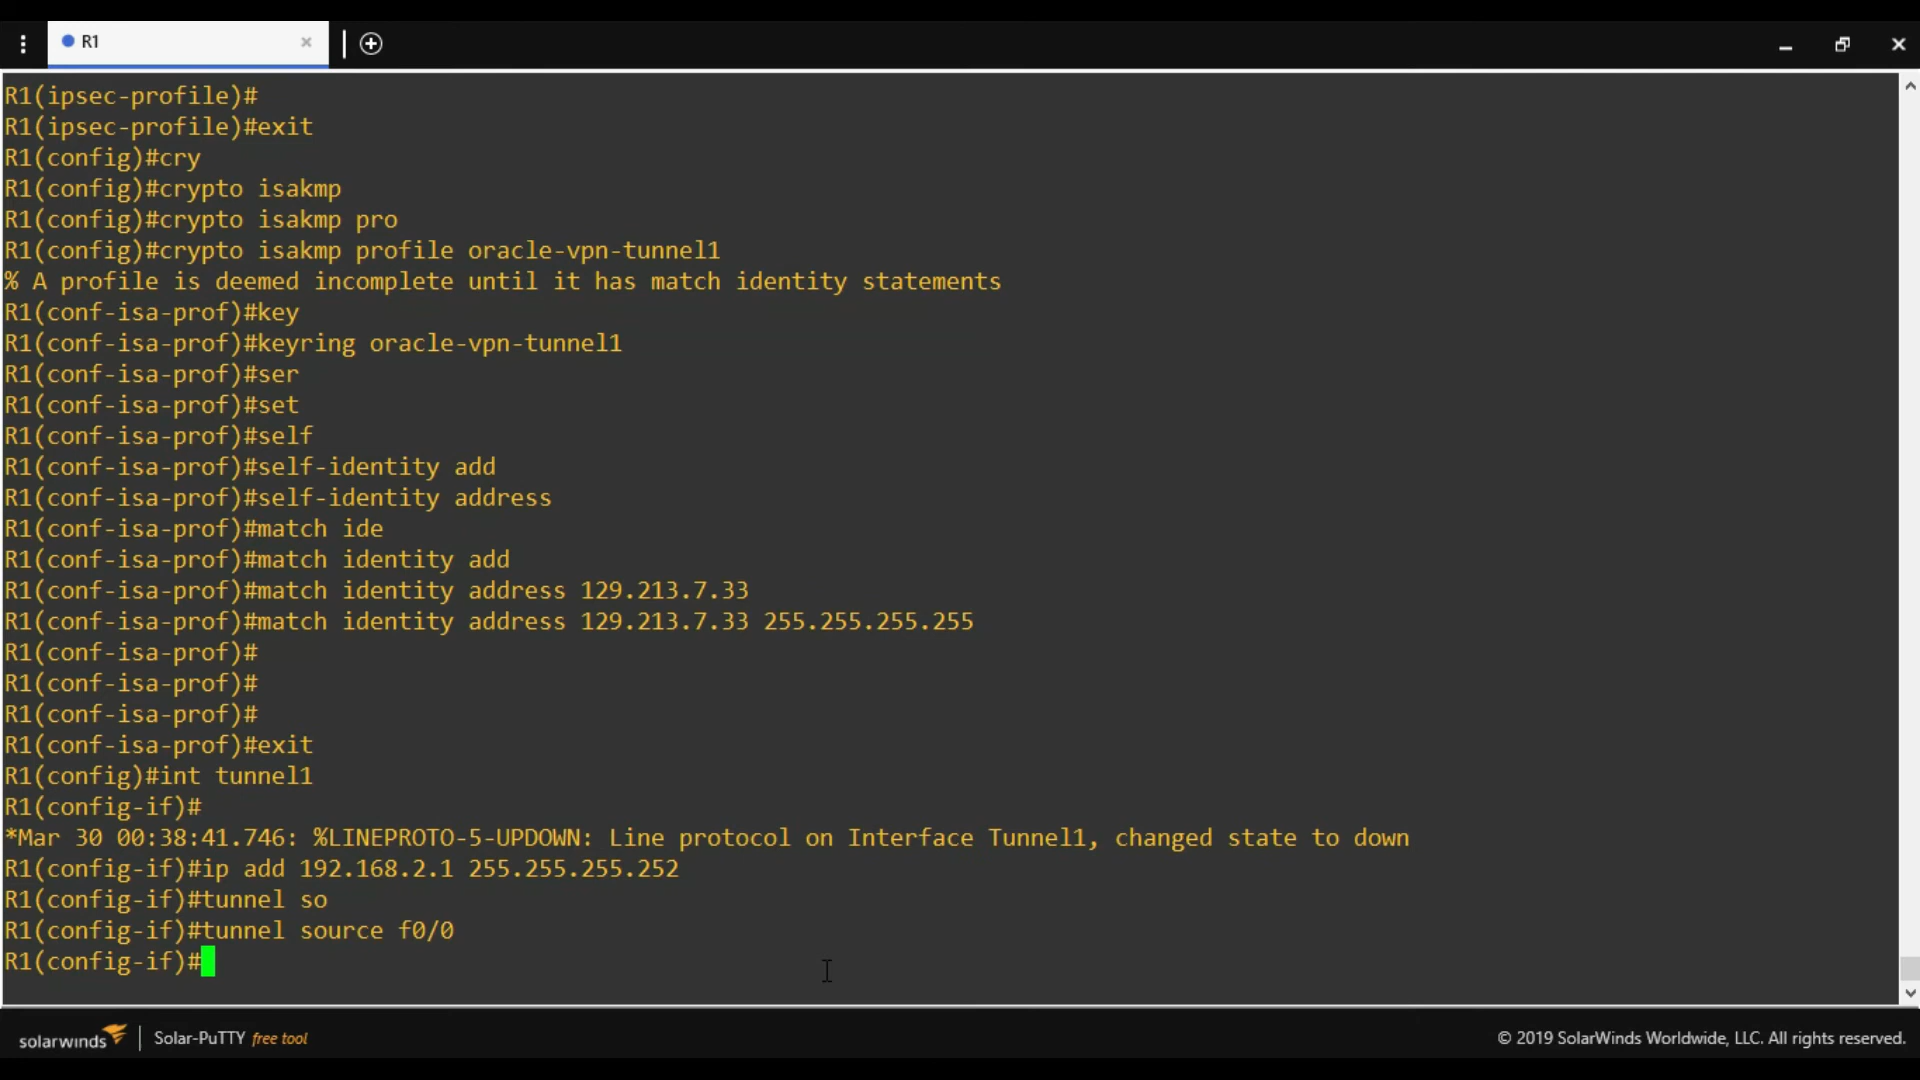 R1
R1(ipsec-profile)#
R1(ipsec-profile)#exit
R1(config)#cry
R1(config)#crypto isakmp
R1(config)#crypto isakmp pro
R1(config)#crypto isakmp profile oracle-vpn-tunnel1
% A profile is deemed incomplete until it has match identity statements
R1(conf-isa-prof)#key
R1(conf-isa-prof)#keyring oracle-vpn-tunnel1
R1(conf-isa-prof)#ser
R1(conf-isa-prof)#set
R1(conf-isa-prof)#self
R1(conf-isa-prof)#self-identity add
R1(conf-isa-prof)#self-identity address
R1(conf-isa-prof)#match ide
R1(conf-isa-prof)#match identity add
R1(conf-isa-prof)#match identity address 129.213.7.33
R1(conf-isa-prof)#match identity address 129.213.7.33 255.255.255.255
R1(conf-isa-prof)#
R1(conf-isa-prof)#
R1(conf-isa-prof)#
R1(conf-isa-prof)#exit
R1(config)#int tunnel1
R1(config-if)#
*Mar 30 00:38:41.746: %LINEPROTO-5-UPDOWN: Line protocol on Interface Tunnel1, changed state to down
R1(config-if)#ip add 192.168.2.1 255.255.255.252
R1(config-if)#tunnel so
R1(config-if)#tunnel source f0/0
R1(config-if)#
solarwinds Solar-PuTTY free tool © 2019 SolarWinds Worldwide, LLC. All rights reserved.